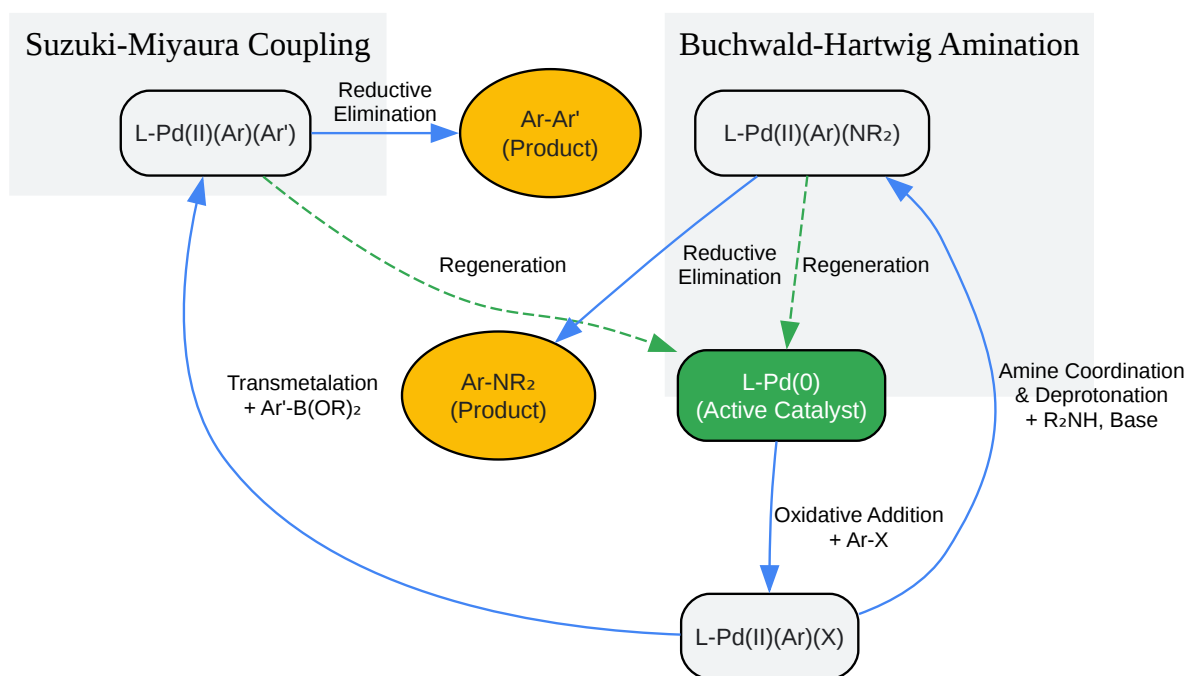 Suzuki-Miyaura Coupling
Buchwald-Hartwig Amination
Reductive
Elimination
L-Pd(II)(Ar)(Ar')
Ar-Ar'
(Product)
L-Pd(II)(Ar)(NR₂)
Regeneration
Reductive
Elimination
Regeneration
Transmetalation
+ Ar'-B(OR)₂
Ar-NR₂
(Product)
L-Pd(0)
(Active Catalyst)
Amine Coordination
& Deprotonation
+ R₂NH, Base
Oxidative Addition
+ Ar-X
L-Pd(II)(Ar)(X)